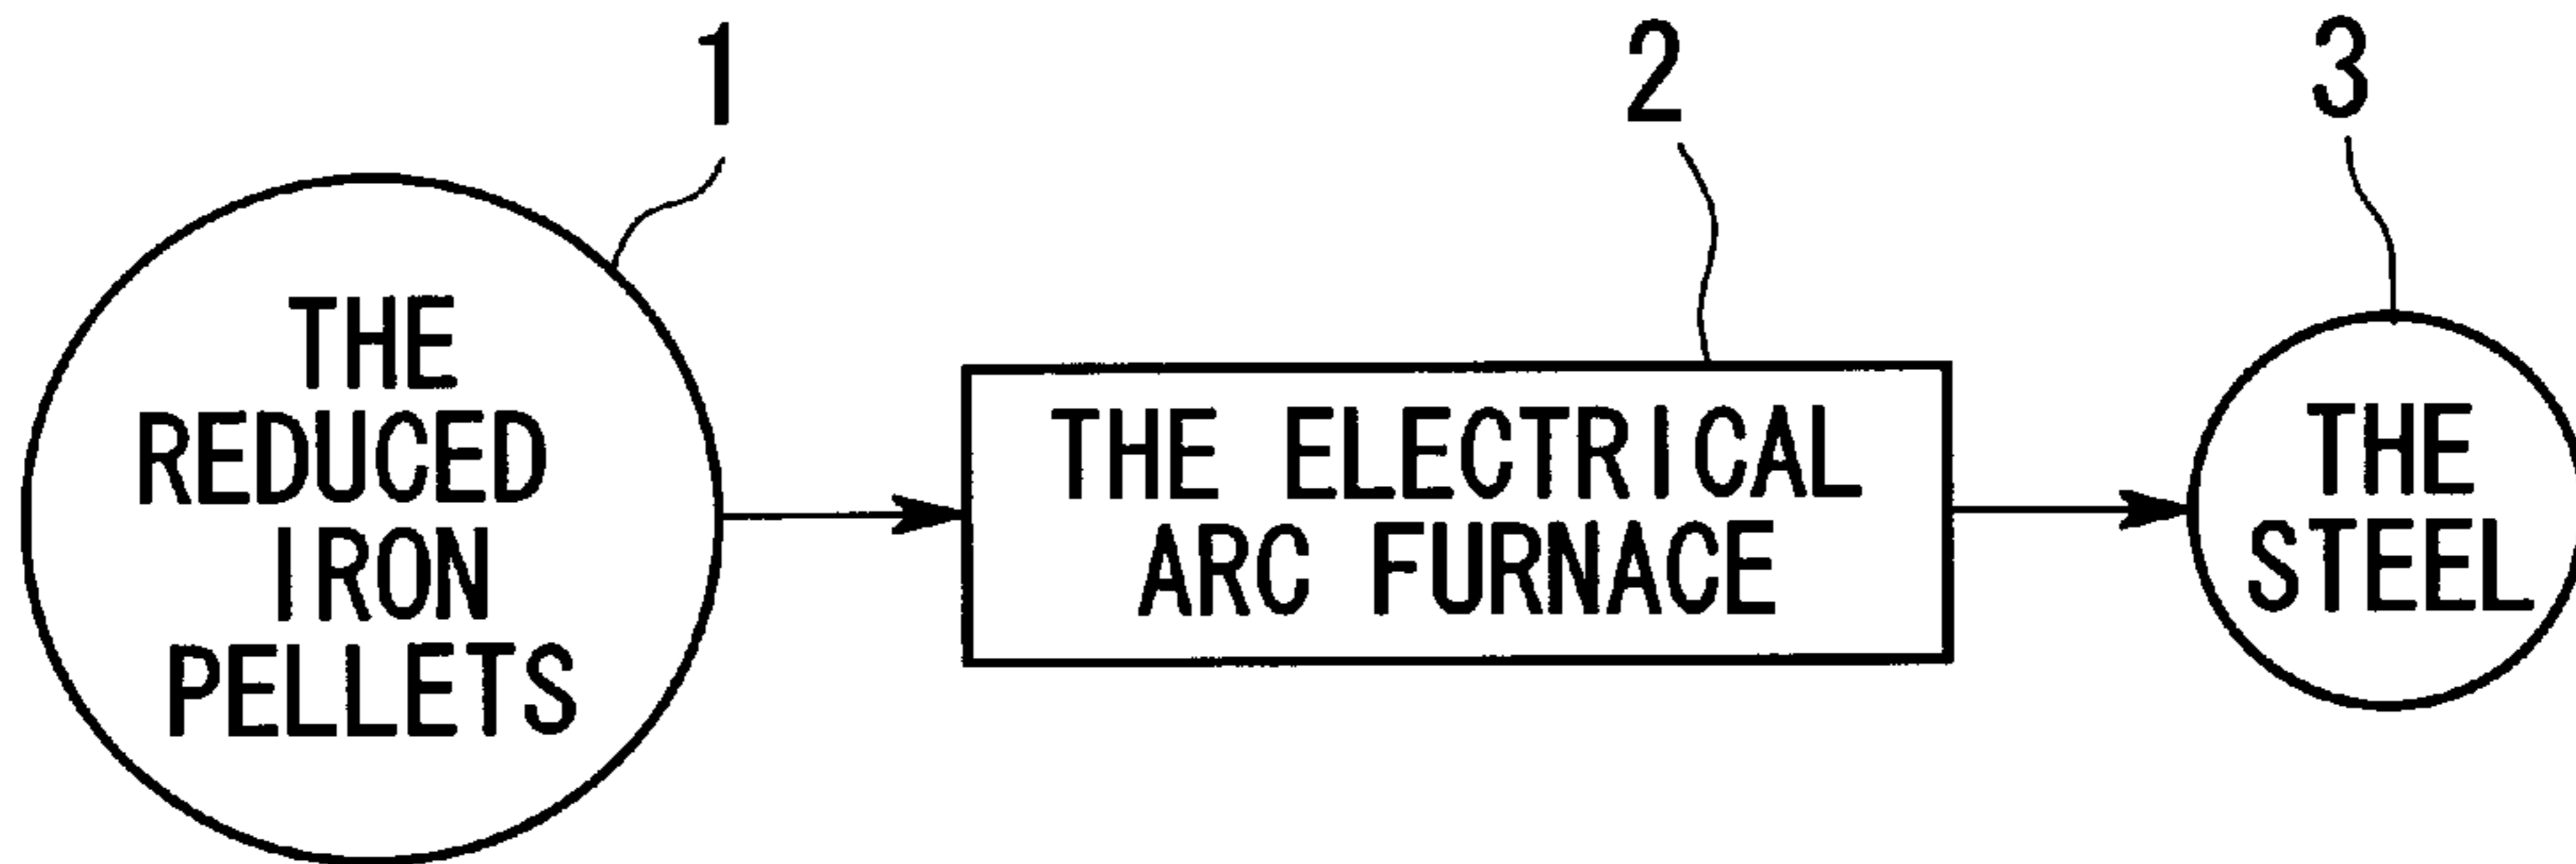 1
2
3
THE
REDUCED
IRON
PELLETS
THE ELECTRICAL
ARC FURNACE
THE
STEEL